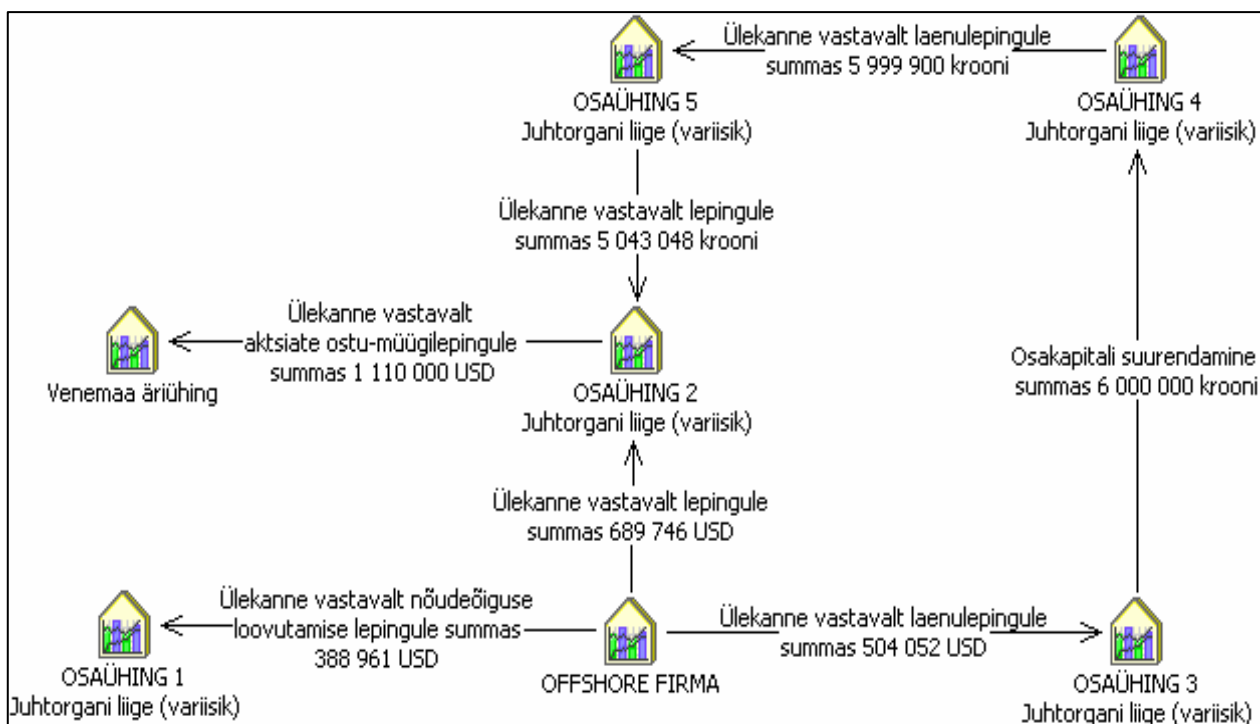 Ülekanne vastavalt laenulepingule
summas 5 999 900 krooni
OSAÜHING 5
Juhtorgani liige (variisik)
OSAÜHING 4
Juhtorgani liige (variisik)
Ülekanne vastavalt lepingule
summas 5 043 048 krooni
Ülekanne vastavalt
aktsiate ostu-müügilepingule
summas 1 110 000 USD
Venemaa äriühing
OSAÜHING 2
Juhtorgani liige (variisik)
Osakapitali suurendamine
summas 6 000 000 krooni
Ülekanne vastavalt lepingule
summas 689 746 USD
Ülekanne vastavalt nõudeõiguse
loovutamise lepingule summas
388 961 USD
Ülekanne vastavalt laenulepingule
summas 504 052 USD
OSAÜHING 1
Juhtorgani liige (variisik)
OFFSHORE FIRMA
OSAÜHING 3
Juhtorgani liige (variisik)